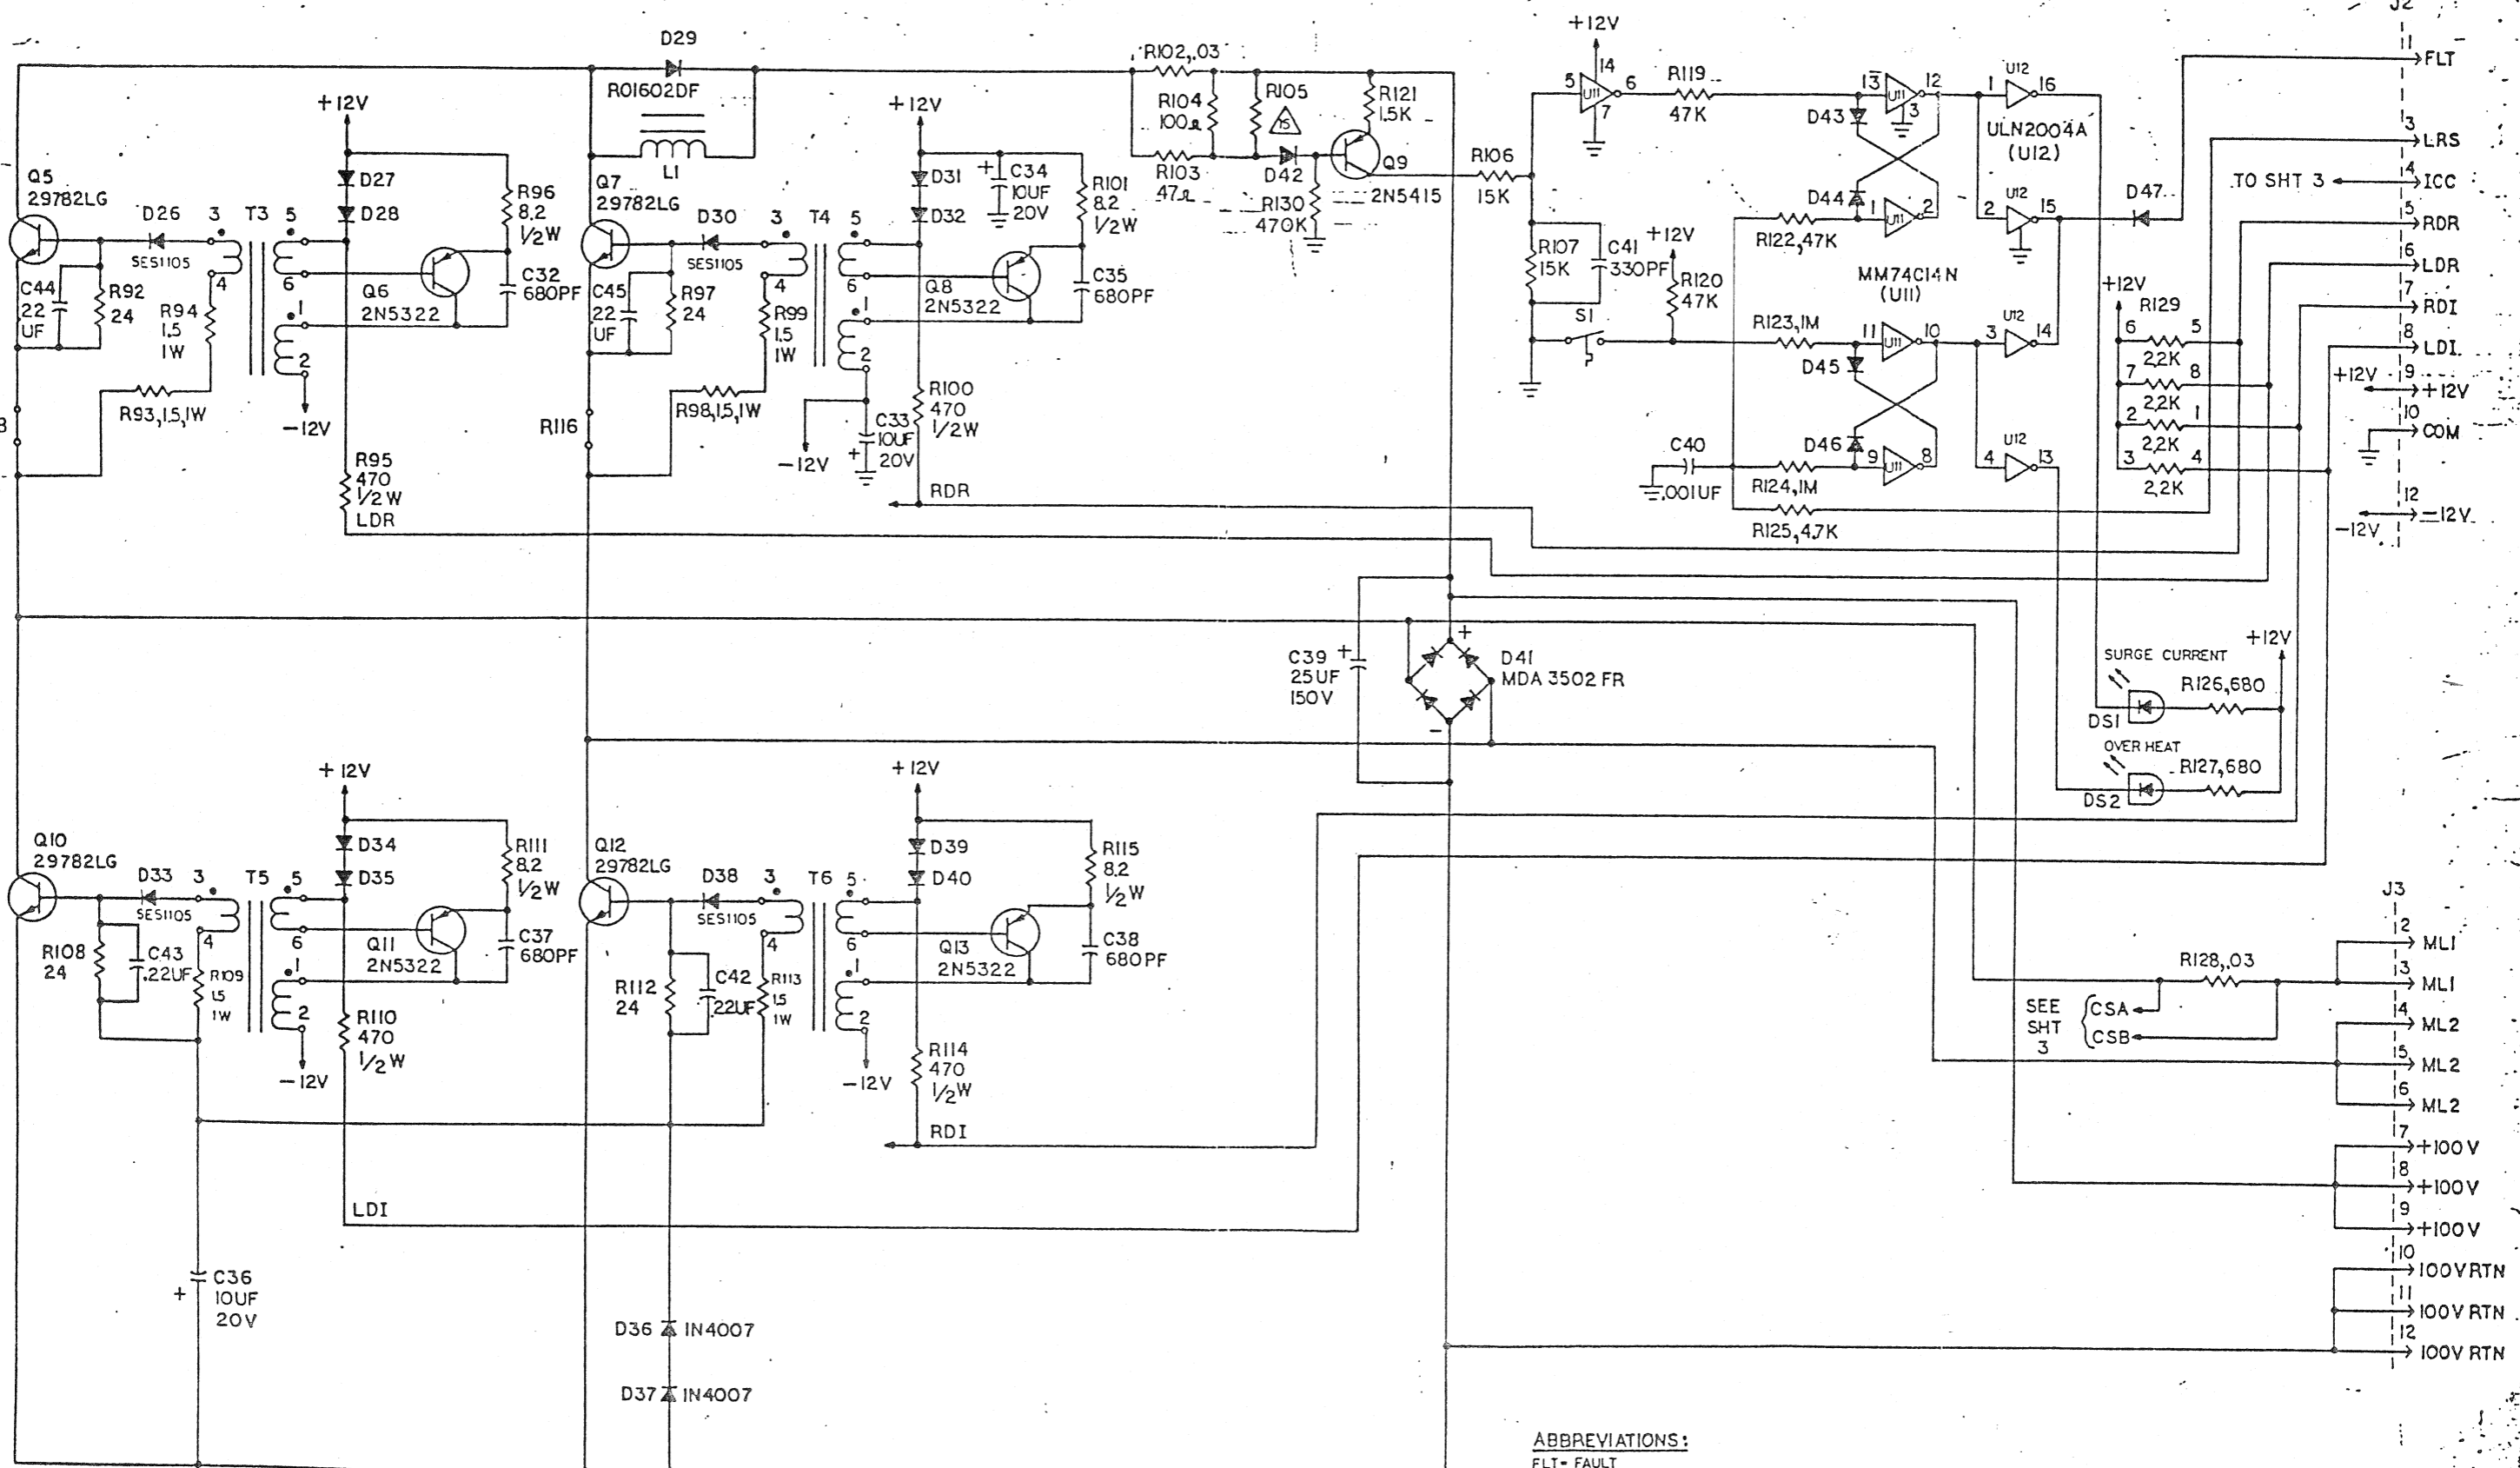 J2
+12V
D29
R01602DF
L1
R102,.03
R104
100Ω
R105
15
R121
1.5K
R103
47Ω
D42
R130
470K
Q9
2N5415
R106
15K
5
14
U11
6
7
R119
47K
13
U11
12
3
D43
D44
1
U11
2
R122,47K
1
U12
16
ULN2004A
(U12)
2
U12
15
D47
1
FLT
3
LRS
TO SHT 3
4
ICC
5
RDR
6
LDR
7
RDI
8
LDI
+12V
9
+12V
10
COM
12
-12V
-12V
Q5
29782LG
D26
SES1105
3
T3
5
4
6
1
2
+12V
D27
D28
R96
8.2
1/2W
C44
22
UF
R92
24
R94
1.5
1W
Q6
2N5322
C32
680PF
R93,1.5,1W
-12V
R95
470
1/2W
LDR
Q7
29782LG
D30
SES1105
3
T4
5
4
6
1
2
+12V
D31
D32
C34
+
10UF
20V
R101
8.2
1/2W
C45
22
UF
R97
24
R99
1.5
1W
Q8
2N5322
C35
680PF
R98,1.5,1W
R116
-12V
C33
10UF
+
20V
R100
470
1/2W
RDR
R107
15K
C41
330PF
+12V
R120
47K
S1
MM74C14N
(U11)
R123,1M
11
U11
10
D45
D46
9
U11
8
3
U12
14
4
U12
13
C40
.001UF
R124,1M
R125,4.7K
+12V
R129
6
5
2.2K
7
8
2.2K
2
1
2.2K
3
4
2.2K
C39
+
25UF
150V
+
D41
MDA 3502 FR
-
SURGE CURRENT
+12V
R126,680
DS1
OVER HEAT
R127,680
DS2
Q10
29782LG
D33
SES1105
3
T5
5
4
6
1
2
+12V
D34
D35
R111
8.2
1/2W
R108
24
C43
.22UF
R109
1.5
1W
Q11
2N5322
C37
680PF
-12V
R110
470
1/2W
LDI
Q12
29782LG
D38
SES1105
3
T6
5
4
6
1
2
+12V
D39
D40
R115
8.2
1/2W
R112
24
C42
.22UF
R113
1.5
1W
Q13
2N5322
C38
680PF
-12V
R114
470
1/2W
RDI
C36
+
10UF
20V
D36
1N4007
D37
1N4007
J3
2
ML1
R128,.03
3
ML1
SEE
SHT
3
CSA
CSB
4
ML2
5
ML2
6
ML2
7
+100V
8
+100V
9
+100V
10
100V RTN
11
100V RTN
12
100V RTN
ABBREVIATIONS:
FLT= FAULT